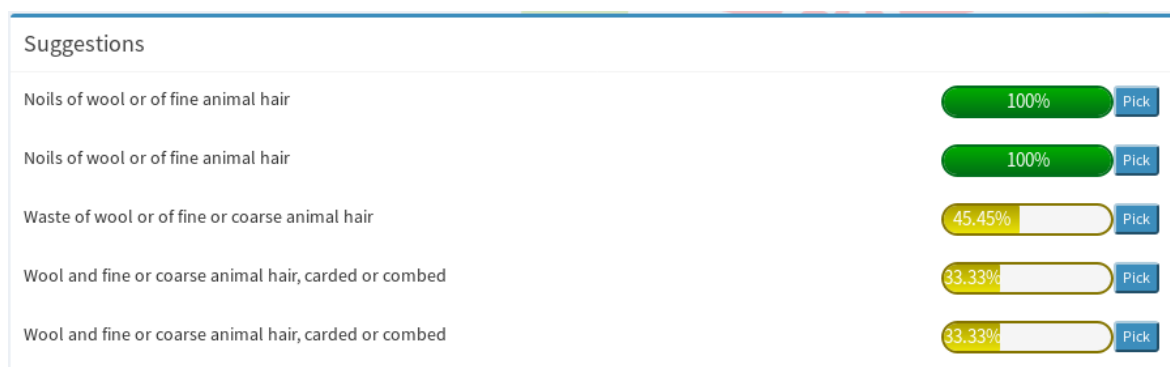 Suggestions
Noils of wool or of fine animal hair 100% Pick
Noils of wool or of fine animal hair 100% Pick
Waste of wool or of fine or coarse animal hair 45.45% Pick
Wool and fine or coarse animal hair, carded or combed 33.33% Pick
Wool and fine or coarse animal hair, carded or combed 33.33% Pick